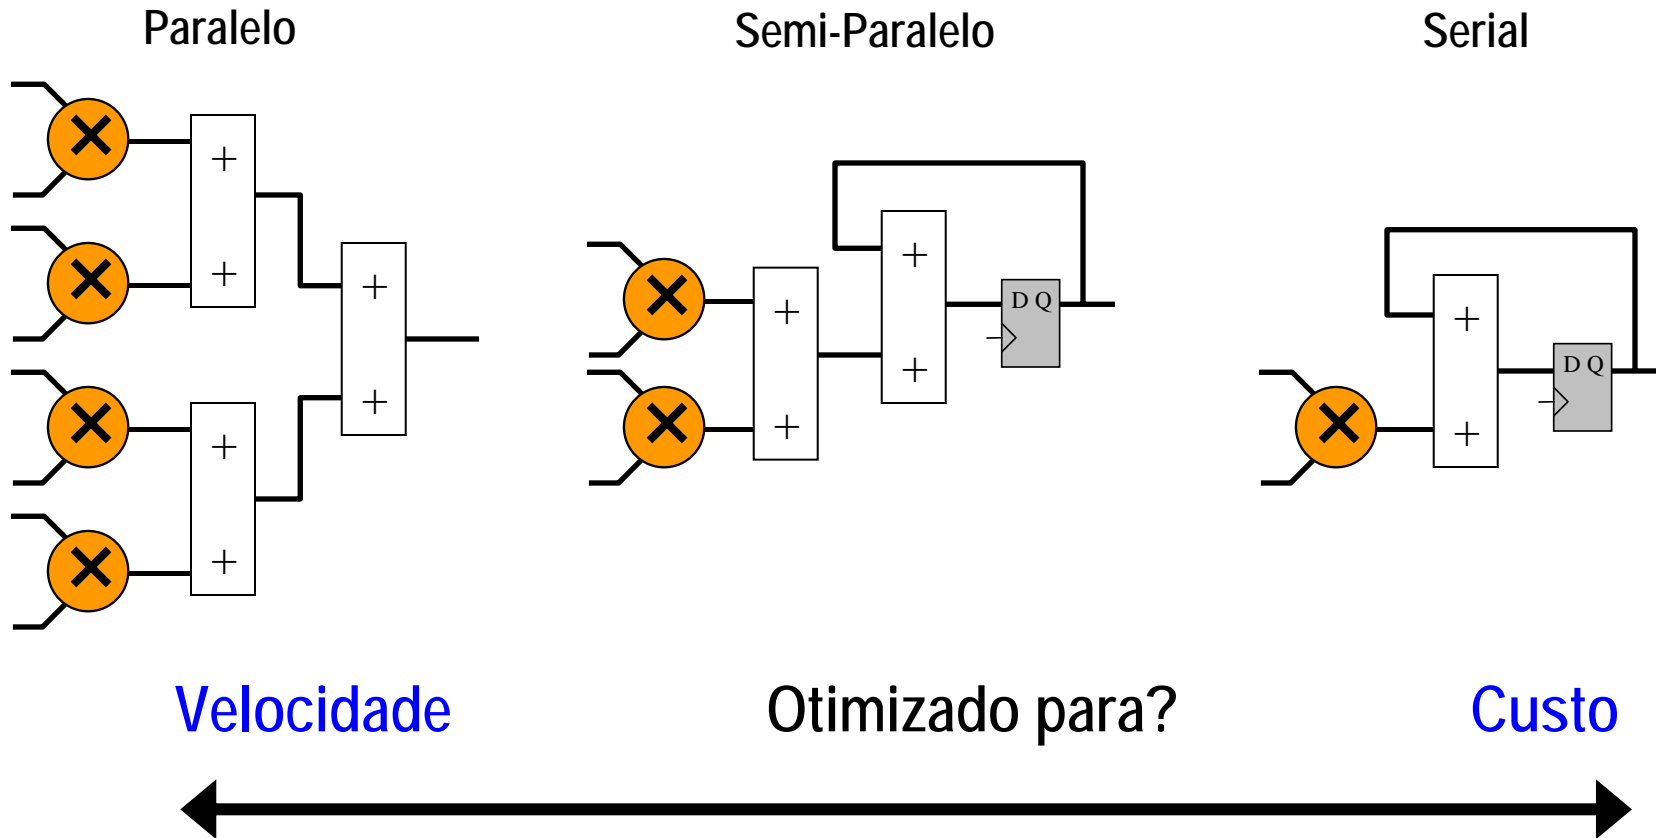 Paralelo
Semi-Paralelo
Serial
+
+
+
+
+
+
+
+
+
+
D Q
+
+
D Q
Velocidade
Otimizado para?
Custo